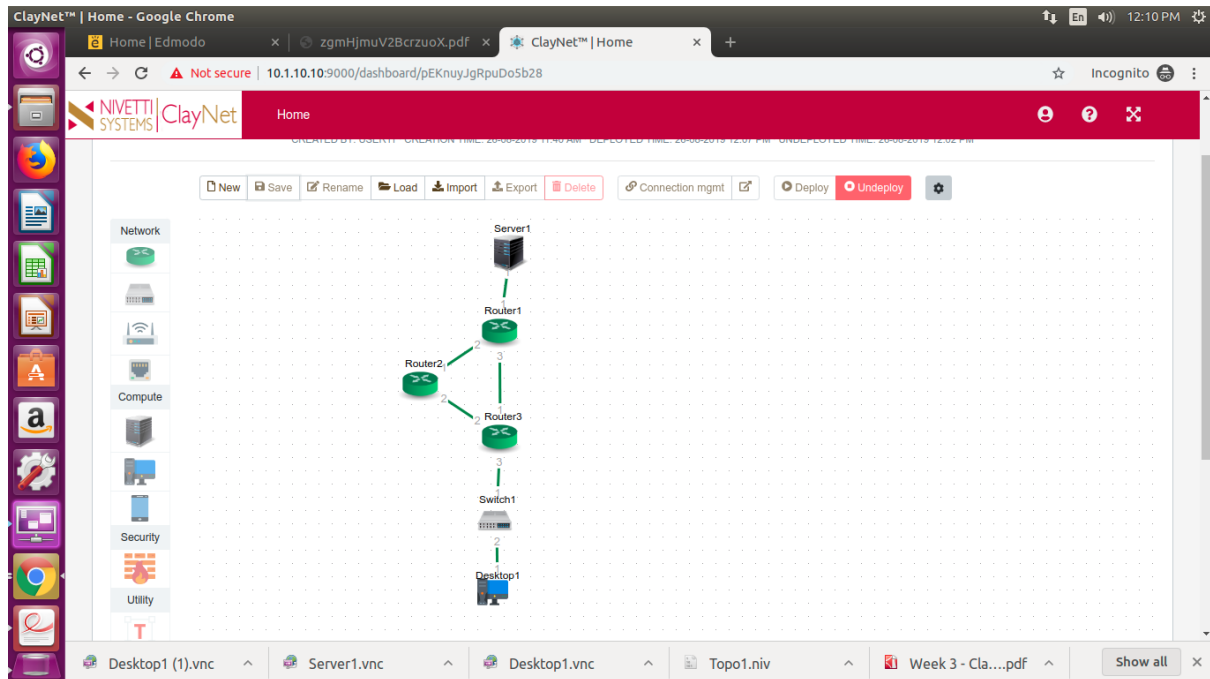 ClayNet™ | Home - Google Chrome
En 12:10 PM
Home | Edmodo × zgmHjmuV2BcrzuoX.pdf × ClayNet™ | Home × +
Not secure | 10.1.10.10:9000/dashboard/pEKnuyJgRpuDo5b28 Incognito
NIVETTI SYSTEMS ClayNet Home
New Save Rename Load Import Export Delete Connection mgmt Deploy Undeploy
Network
Server1
1
1
Router1
2
3
Router2
1
2
1
2 Router3
Compute
3
1
Switch1
2
1
Desktop1
Security
Utility
T
Desktop1 (1).vnc Server1.vnc Desktop1.vnc Topo1.niv Week 3 - Cla....pdf Show all ×